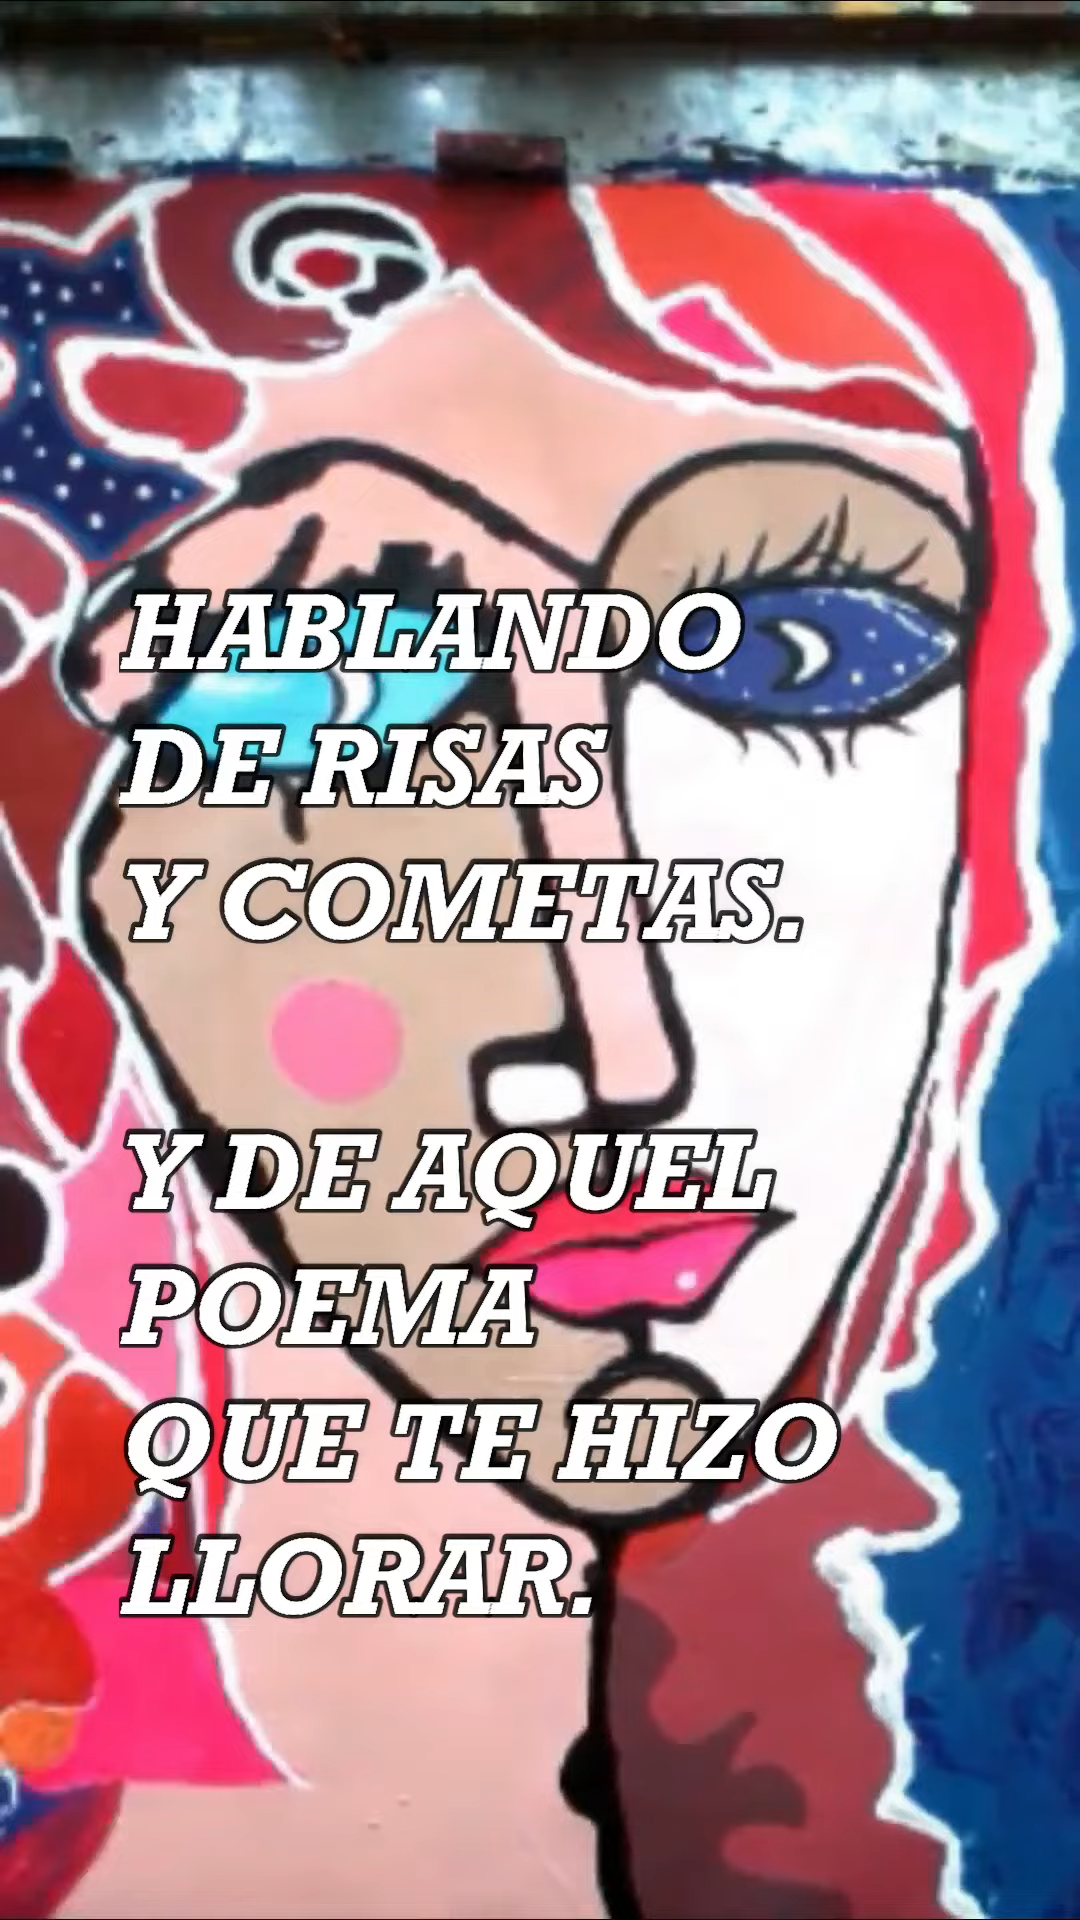 HABLANDO
DE RISAS
Y COMETAS.
Y DE AQUEL
POEMA
QUE TE HIZO
LLORAR.